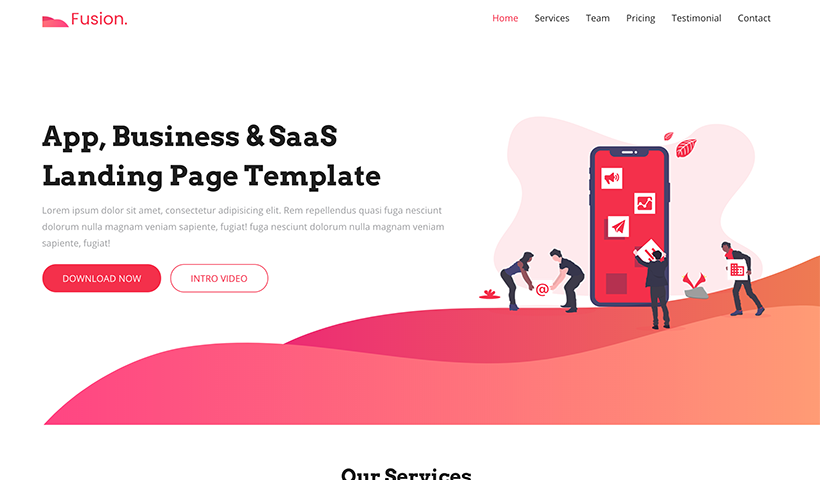 Fusion.
Home Services Team Pricing Testimonial Contact
App, Business & SaaS
Landing Page Template
Lorem ipsum dolor sit amet, consectetur adipisicing elit. Rem repellendus quasi fuga nesciunt
dolorum nulla magnam veniam sapiente, fugiat! fuga nesciunt dolorum nulla magnam veniam
sapiente, fugiat!
DOWNLOAD NOW INTRO VIDEO
@
Our Services